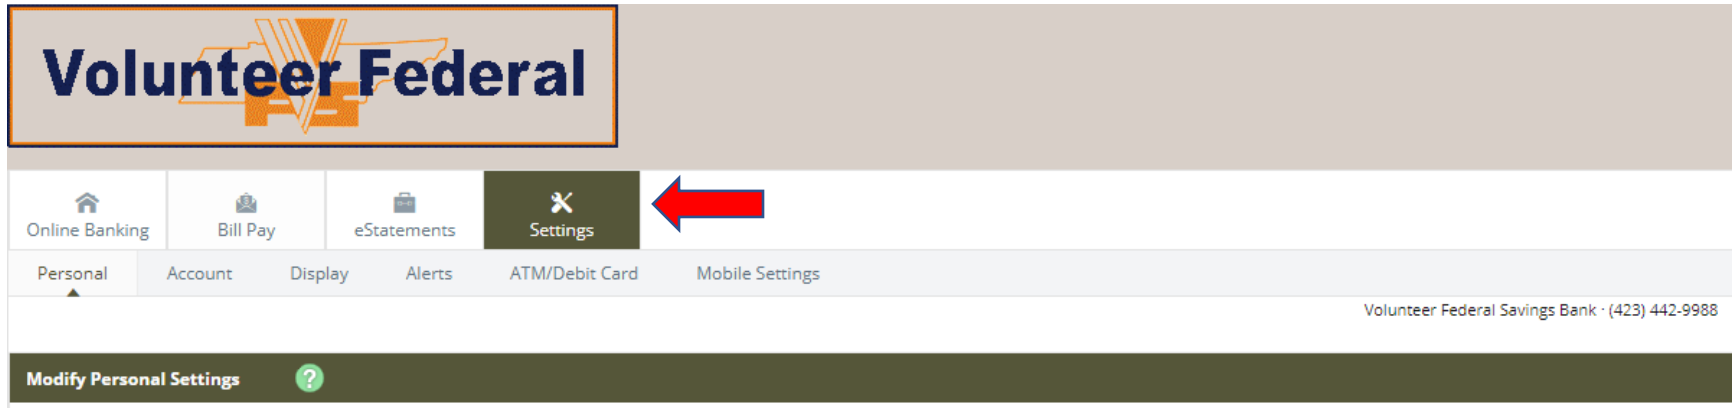 Volunteer Federal
Online Banking Bill Pay eStatements Settings
Personal Account Display Alerts ATM/Debit Card Mobile Settings
Volunteer Federal Savings Bank · (423) 442-9988
Modify Personal Settings ?